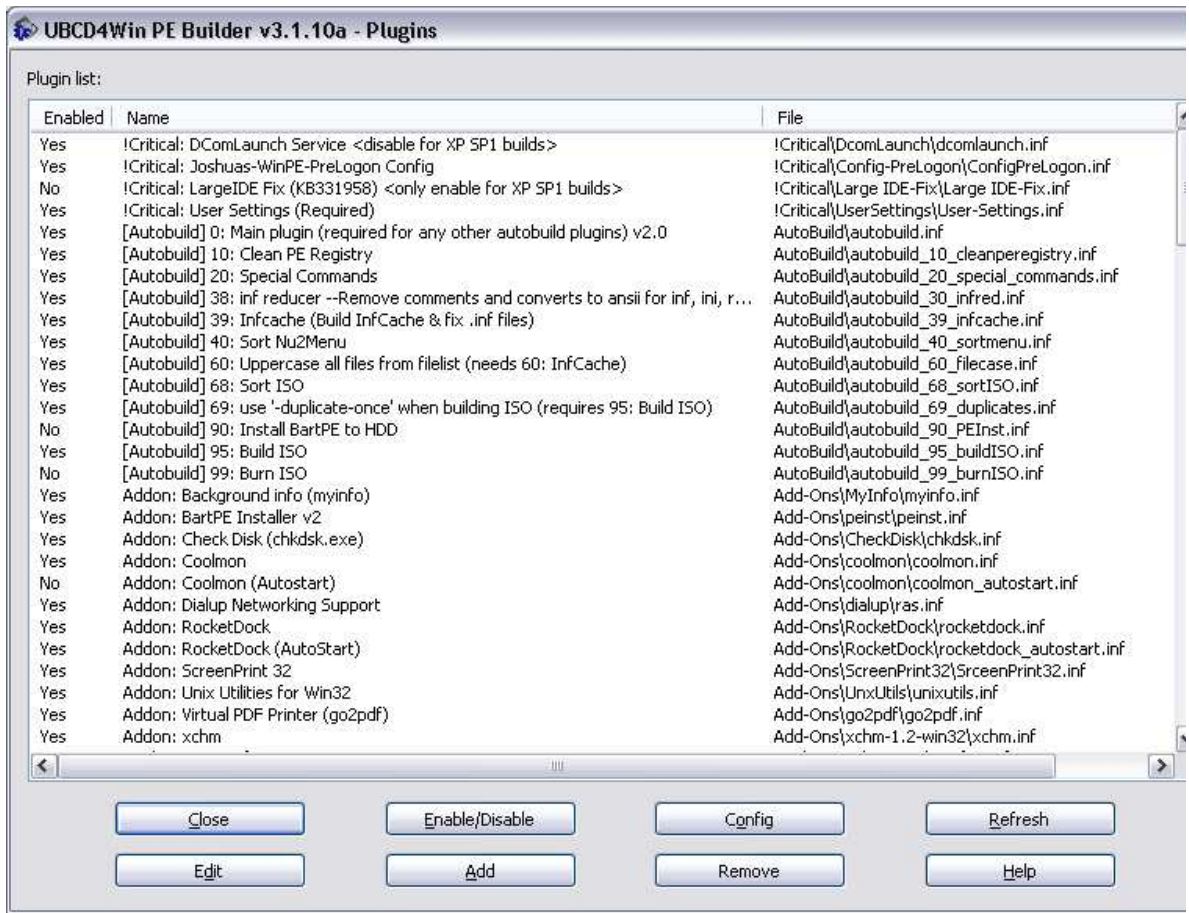 UBCD4Win PE Builder v3.1.10a - Plugins
Plugin list:
Enabled Name File
Yes !Critical: DComLaunch Service <disable for XP SP1 builds> !Critical\DcomLaunch\dcomlaunch.inf
Yes !Critical: Joshuas-WinPE-PreLogon Config !Critical\Config-PreLogon\ConfigPreLogon.inf
No !Critical: LargeIDE Fix (KB331958) <only enable for XP SP1 builds> !Critical\Large IDE-Fix\Large IDE-Fix.inf
Yes !Critical: User Settings (Required) !Critical\UserSettings\User-Settings.inf
Yes [Autobuild] 0: Main plugin (required for any other autobuild plugins) v2.0 AutoBuild\autobuild.inf
Yes [Autobuild] 10: Clean PE Registry AutoBuild\autobuild_10_cleanperegistry.inf
Yes [Autobuild] 20: Special Commands AutoBuild\autobuild_20_special_commands.inf
Yes [Autobuild] 38: inf reducer --Remove comments and converts to ansii for inf, ini, r... AutoBuild\autobuild_30_infred.inf
Yes [Autobuild] 39: Infcache (Build InfCache & fix .inf files) AutoBuild\autobuild_39_infcache.inf
Yes [Autobuild] 40: Sort Nu2Menu AutoBuild\autobuild_40_sortmenu.inf
Yes [Autobuild] 60: Uppercase all files from filelist (needs 60: InfCache) AutoBuild\autobuild_60_filecase.inf
Yes [Autobuild] 68: Sort ISO AutoBuild\autobuild_68_sortISO.inf
Yes [Autobuild] 69: use '-duplicate-once' when building ISO (requires 95: Build ISO) AutoBuild\autobuild_69_duplicates.inf
No [Autobuild] 90: Install BartPE to HDD AutoBuild\autobuild_90_PEInst.inf
Yes [Autobuild] 95: Build ISO AutoBuild\autobuild_95_buildISO.inf
No [Autobuild] 99: Burn ISO AutoBuild\autobuild_99_burnISO.inf
Yes Addon: Background info (myinfo) Add-Ons\MyInfo\myinfo.inf
Yes Addon: BartPE Installer v2 Add-Ons\peinst\peinst.inf
Yes Addon: Check Disk (chkdsk.exe) Add-Ons\CheckDisk\chkdsk.inf
Yes Addon: Coolmon Add-Ons\coolmon\coolmon.inf
No Addon: Coolmon (Autostart) Add-Ons\coolmon\coolmon_autostart.inf
Yes Addon: Dialup Networking Support Add-Ons\dialup\ras.inf
Yes Addon: RocketDock Add-Ons\RocketDock\rocketdock.inf
Yes Addon: RocketDock (AutoStart) Add-Ons\RocketDock\rocketdock_autostart.inf
Yes Addon: ScreenPrint 32 Add-Ons\ScreenPrint32\SrceenPrint32.inf
Yes Addon: Unix Utilities for Win32 Add-Ons\UnxUtils\unixutils.inf
Yes Addon: Virtual PDF Printer (go2pdf) Add-Ons\go2pdf\go2pdf.inf
Yes Addon: xchm Add-Ons\xchm-1.2-win32\xchm.inf
Close Enable/Disable Config Refresh
Edit Add Remove Help